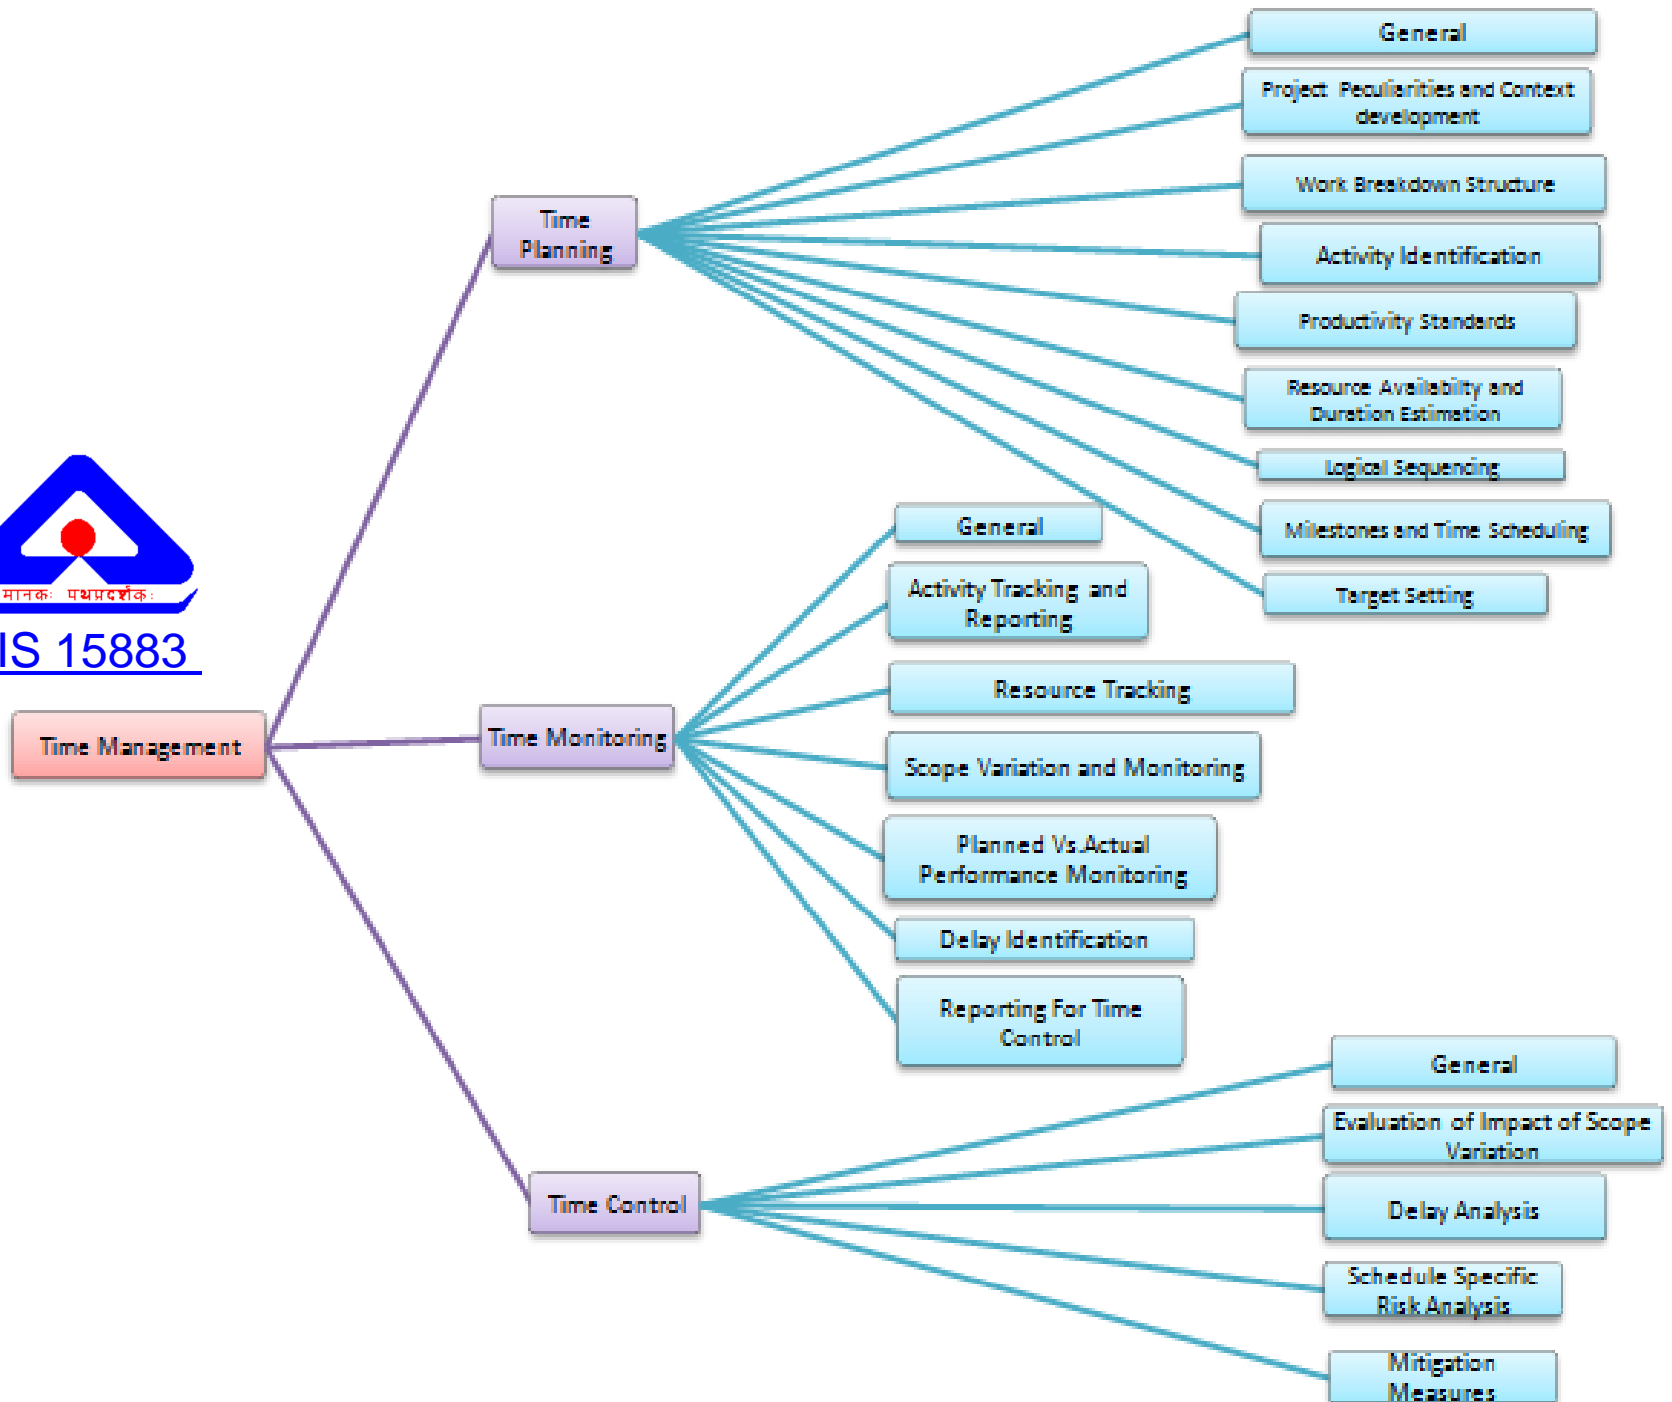 General
Project Peculiarities and Context
development
Work Breakdown Structure
Time
Planning
Activity Identification
Productivity Standards
Resource Availabilty and
Duration Estimation
Logical Sequencing
Milestones and Time Scheduling
Target Setting
मानकः पथप्रदर्शकः
IS 15883
Time Management
General
Activity Tracking and
Reporting
Resource Tracking
Time Monitoring
Scope Variation and Monitoring
Planned Vs.Actual
Performance Monitoring
Delay Identification
Reporting For Time
Control
General
Evaluation of Impact of Scope
Variation
Time Control
Delay Analysis
Schedule Specific
Risk Analysis
Mitigation
Measures